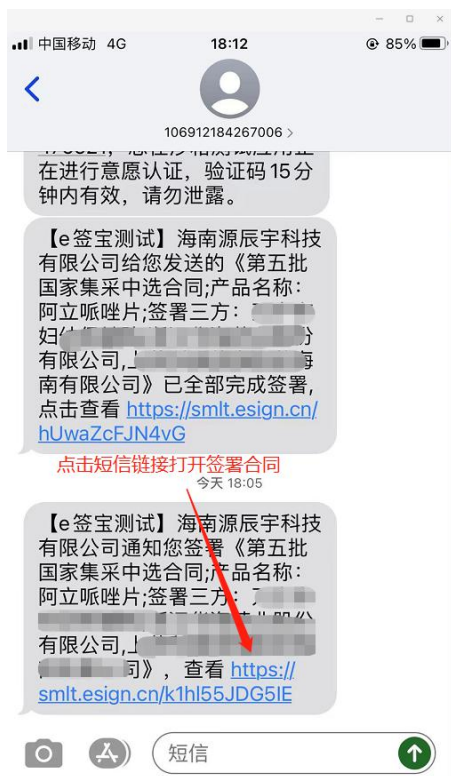 中国移动 4G
18:12
85%
106912184267006 >
在进行意愿认证，验证码15分
钟内有效，请勿泄露。
【e签宝测试】海南源辰宇科技
有限公司给您发送的《第五批
国家集采中选合同;产品名称：
阿立哌唑片;签署三方：
妇
有限公司,
南有限公司》已全部完成签署，
点击查看 https://smlt.esign.cn/
hUwaZcFJN4vG
点击短信链接打开签署合同
今天 18:05
【e签宝测试】海南源辰宇科技
有限公司通知您签署《第五批
国家集采中选合同;产品名称：
阿立哌唑片;签署三方：
有限公司,
司》，查看 https://
smlt.esign.cn/k1hl55JDG5IE
短信